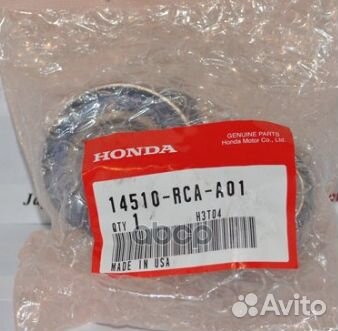 GENUINE PARTS
Honda Motor Co., Ltd.
HONDA
14510-RCA-A01
QTY 1 H3T04
MADE IN USA
Avito